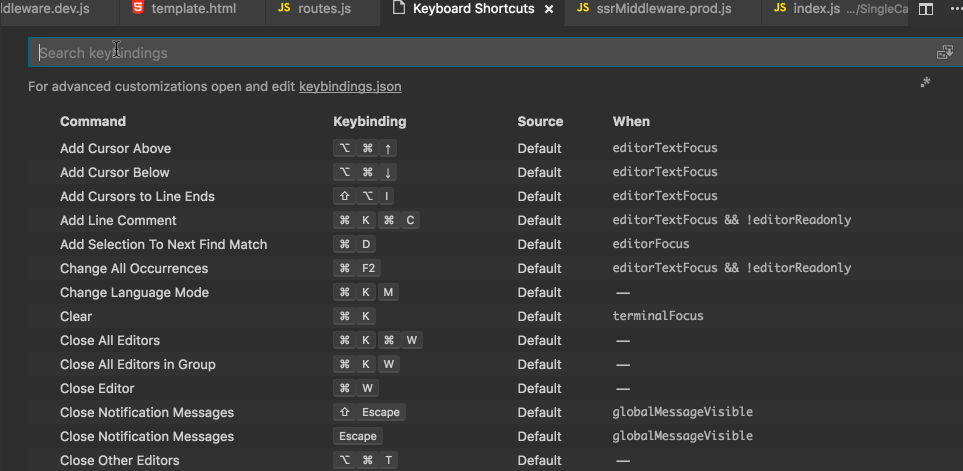 ddleware.dev.js template.html JS routes.js Keyboard Shortcuts × JS ssrMiddleware.prod.js JS index.js .../SingleCa
Search keybindings
For advanced customizations open and edit keybindings.json
Command Keybinding Source When
Add Cursor Above ⌥ ⌘ ↑ Default editorTextFocus
Add Cursor Below ⌥ ⌘ ↓ Default editorTextFocus
Add Cursors to Line Ends ⇧ ⌥ I Default editorTextFocus
Add Line Comment ⌘ K ⌘ C Default editorTextFocus && !editorReadonly
Add Selection To Next Find Match ⌘ D Default editorFocus
Change All Occurrences ⌘ F2 Default editorTextFocus && !editorReadonly
Change Language Mode ⌘ K M Default —
Clear ⌘ K Default terminalFocus
Close All Editors ⌘ K ⌘ W Default —
Close All Editors in Group ⌘ K W Default —
Close Editor ⌘ W Default —
Close Notification Messages ⇧ Escape Default globalMessageVisible
Close Notification Messages Escape Default globalMessageVisible
Close Other Editors ⌥ ⌘ T Default —